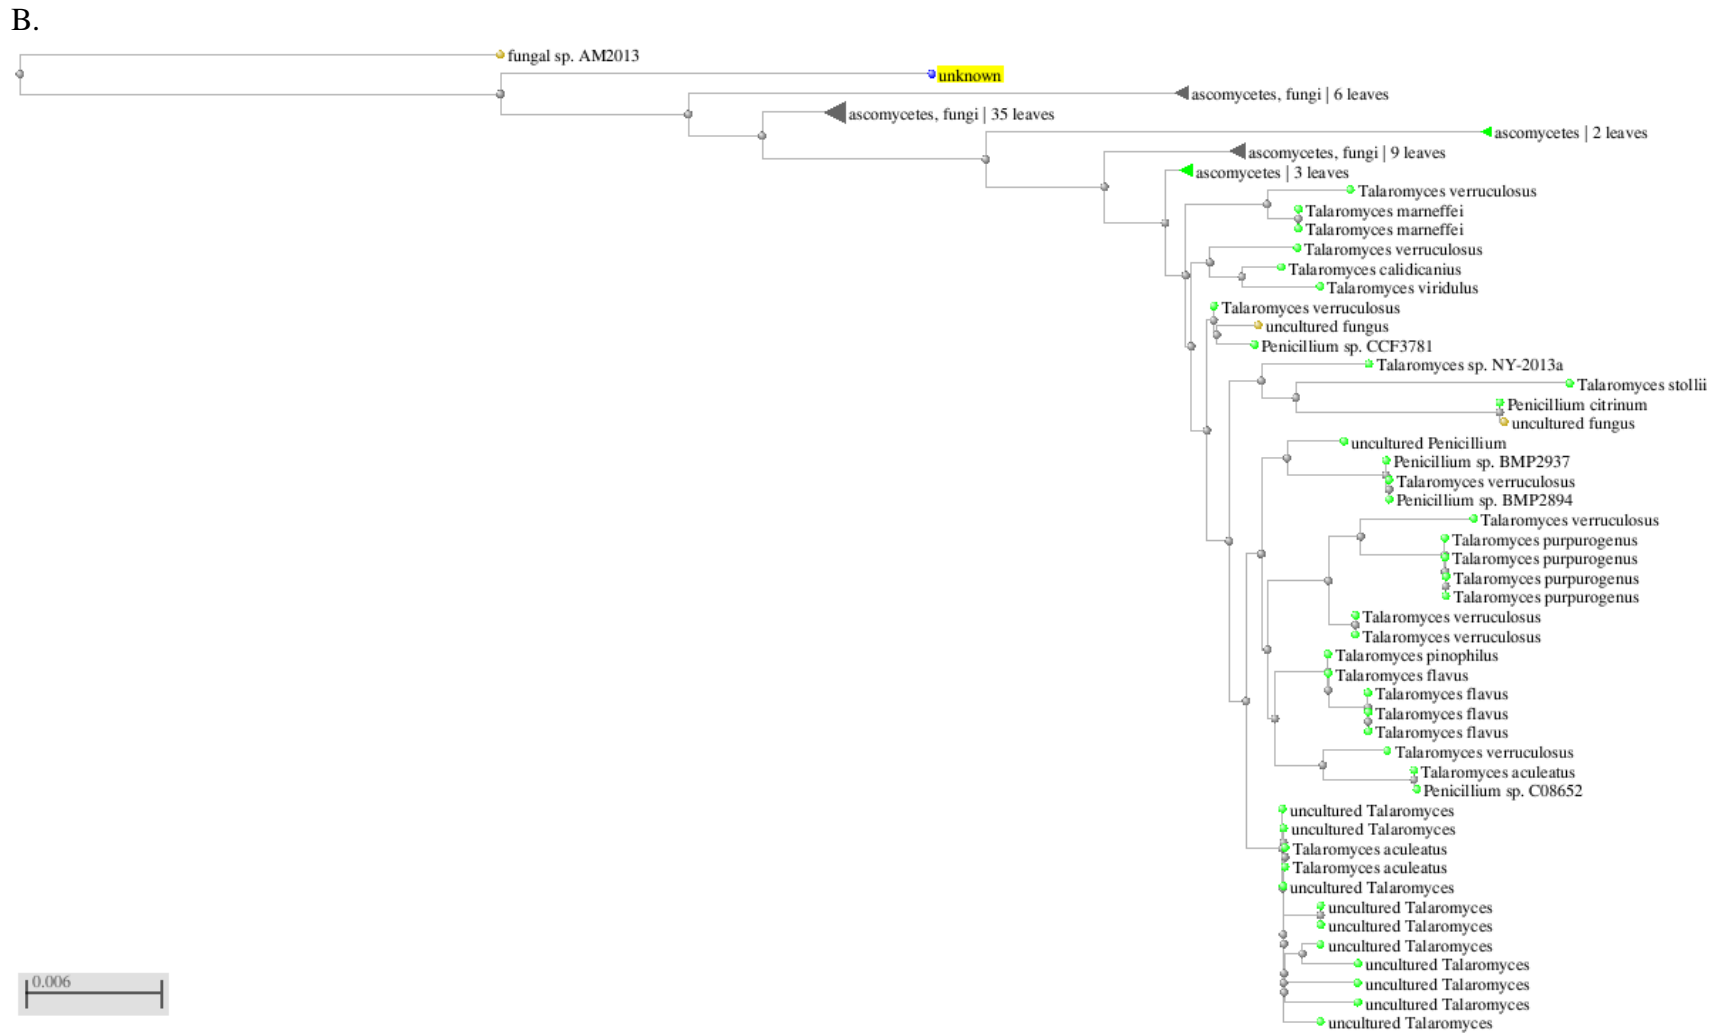 B.
fungal sp. AM2013
unknown
ascomycetes, fungi | 6 leaves
ascomycetes, fungi | 35 leaves
ascomycetes | 2 leaves
ascomycetes, fungi | 9 leaves
ascomycetes | 3 leaves
Talaromyces verruculosus
Talaromyces marneffei
Talaromyces marneffei
Talaromyces verruculosus
Talaromyces calidicanius
Talaromyces viridulus
Talaromyces verruculosus
uncultured fungus
Penicillium sp. CCF3781
Talaromyces sp. NY-2013a
Talaromyces stollii
Penicillium citrinum
uncultured fungus
uncultured Penicillium
Penicillium sp. BMP2937
Talaromyces verruculosus
Penicillium sp. BMP2894
Talaromyces verruculosus
Talaromyces purpurogenus
Talaromyces purpurogenus
Talaromyces purpurogenus
Talaromyces purpurogenus
Talaromyces verruculosus
Talaromyces verruculosus
Talaromyces pinophilus
Talaromyces flavus
Talaromyces flavus
Talaromyces flavus
Talaromyces flavus
Talaromyces verruculosus
Talaromyces aculeatus
Penicillium sp. C08652
uncultured Talaromyces
uncultured Talaromyces
Talaromyces aculeatus
Talaromyces aculeatus
uncultured Talaromyces
uncultured Talaromyces
uncultured Talaromyces
uncultured Talaromyces
uncultured Talaromyces
uncultured Talaromyces
uncultured Talaromyces
uncultured Talaromyces
0.006